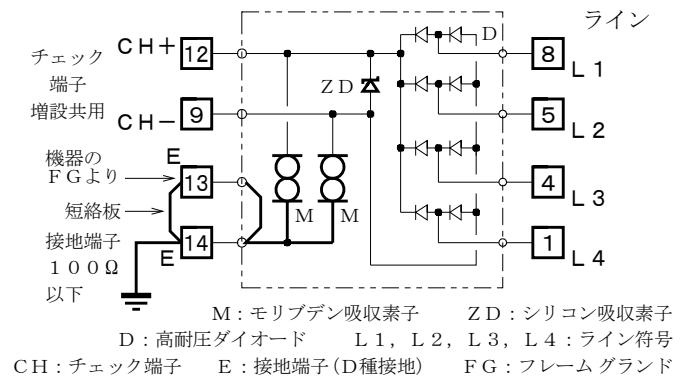 ライン
チェック
端子
増設共用
CH+
12
CH−
9
機器の
FGより
E
13
短絡板
接地端子
100Ω
以下
14
E
ZD
D
M
M
8
L1
5
L2
4
L3
1
L4
M:モリブデン吸収素子 ZD:シリコン吸収素子
D:高耐圧ダイオード L1,L2,L3,L4:ライン符号
CH:チェック端子 E:接地端子(D種接地) FG:フレームグランド